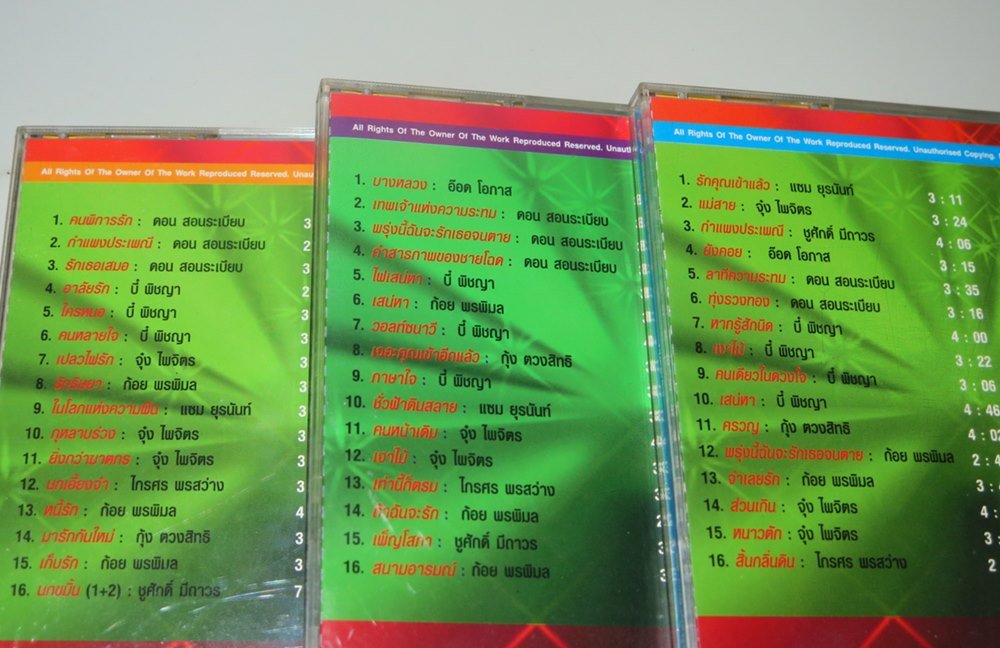 All Rights Of The Owner Of The Work Reproduced Reserved. Unau
1. คนพิการรัก : ดอน สอนระเบียบ 3
2. กำแพงประเพณี : ดอน สอนระเบียบ 2
3. รักเธอเสมอ : ดอน สอนระเบียบ 3
4. อาลัยรัก : บี๋ พิชญา 2
5. ใครหนอ : บี๋ พิชญา 3
6. คนหลายใจ : บี๋ พิชญา 3
7. เปลวไฟรัก : จุ๋ง ไพจิตร 3
8. รักริษยา : ก้อย พรพิมล 3
9. ในโลกแห่งความฝัน : แซม ยุรนันท์ 3
10. กุหลาบร่วง : จุ๋ง ไพจิตร 3
11. ยิ่งกว่ามาตกร : จุ๋ง ไพจิตร 3
12. นกเอี้ยงจ๋า : ไกรศร พรสว่าง 3
13. หนี้รัก : ก้อย พรพิมล 4
14. มารักกันใหม่ : กุ้ง ตวงสิทธิ 3
15. เก็บรัก : ก้อย พรพิมล 3
16. นกขมิ้น (1+2) : ชูศักดิ์ มีถาวร 7
All Rights Of The Owner Of The Work Reproduced Reserved. Unauth
1. บางหลวง : อ๊อด โอภาส
2. เทพเจ้าแห่งความระทม : ดอน สอนระเบียบ
3. พรุ่งนี้ฉันจะรักเธอจนตาย : ดอน สอนระเบียบ
4. คำสารภาพของชายโฉด : ดอน สอนระเบียบ
5. ไฟเสน่หา : บี๋ พิชญา
6. เสน่หา : ก้อย พรพิมล
7. วอลท์ซนาวี : บี๋ พิชญา
8. เจอะคุณเข้าอีกแล้ว : กุ้ง ตวงสิทธิ
9. ภาษาใจ : บี๋ พิชญา
10. ชั่วฟ้าดินสลาย : แซม ยุรนันท์
11. คนหน้าเดิม : จุ๋ง ไพจิตร
12. เงาไม้ : จุ๋ง ไพจิตร
13. เท่านี้ก็ตรม : ไกรศร พรสว่าง
14. ถ้าฉันจะรัก : ก้อย พรพิมล
15. เพ็ญโสภา : ชูศักดิ์ มีถาวร
16. สนามอารมณ์ : ก้อย พรพิมล
All Rights Of The Owner Of The Work Reproduced Reserved. Unauthorised Copying,
1. รักคุณเข้าแล้ว : แซม ยุรนันท์ 3 : 11
2. แม่สาย : จุ๋ง ไพจิตร 3 : 24
3. กำแพงประเพณี : ชูศักดิ์ มีถาวร 4 : 06
4. ยังคอย : อ๊อด โอภาส 3 : 15
5. ลาทีความระทม : ดอน สอนระเบียบ 3 : 35
6. ทุ่งรวงทอง : ดอน สอนระเบียบ 3 : 16
7. หากรู้สักนิด : บี๋ พิชญา 4 : 00
8. เงาไม้ : บี๋ พิชญา 3 : 22
9. คนเดียวในดวงใจ : บี๋ พิชญา 3 : 06
10. เสน่หา : บี๋ พิชญา 4 : 46
11. ครวญ : กุ้ง ตวงสิทธิ 4 : 02
12. พรุ่งนี้ฉันจะรักเธอจนตาย : ก้อย พรพิมล 2 : 4
13. จำเลยรัก : ก้อย พรพิมล 3 :
14. ส่วนเกิน : จุ๋ง ไพจิตร 4 :
15. หนาวตัก : จุ๋ง ไพจิตร 3 :
16. สิ้นกลิ่นดิน : ไกรศร พรสว่าง 2